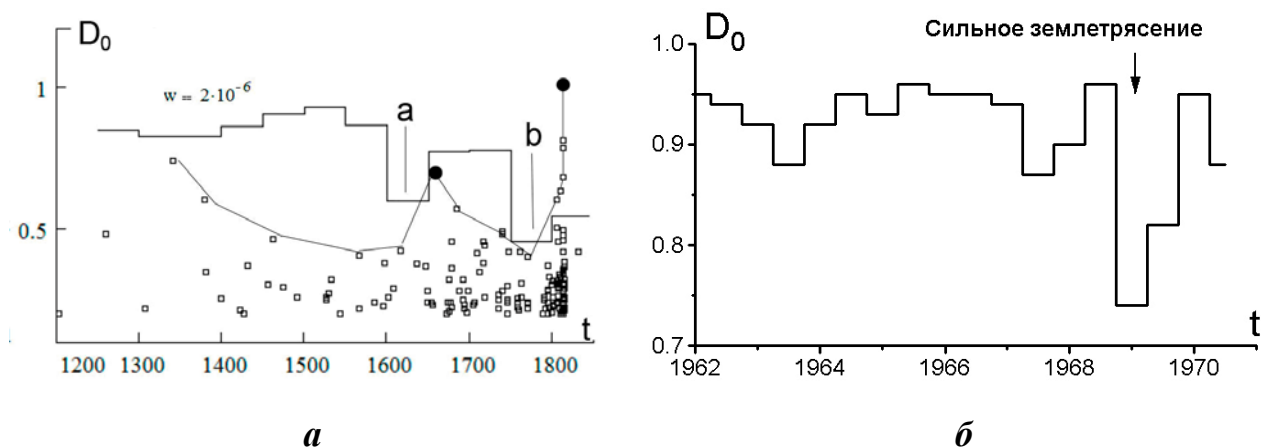 D₀
w = 2·10⁻⁶
a
b
1
0.5
t
1200 1300 1400 1500 1600 1700 1800
a
D₀
Сильное землетрясение
1.0
0.9
0.8
0.7
t
1962 1964 1966 1968 1970
б